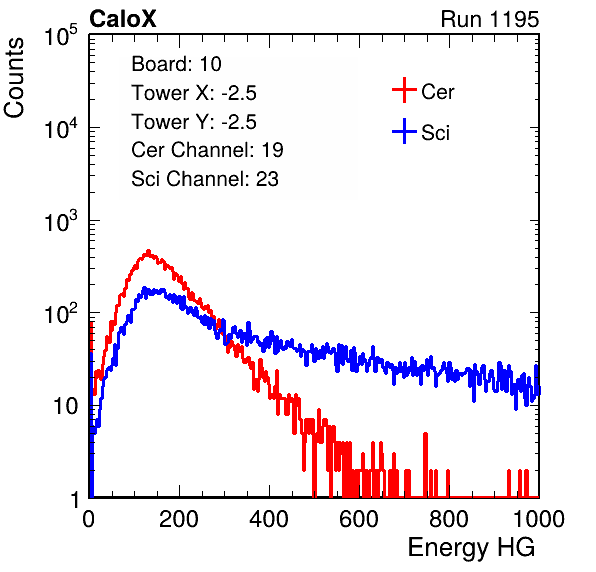 CaloX Run 1195
Counts
10^5
10^4
10^3
10^2
10
1
Board: 10
Tower X: -2.5
Tower Y: -2.5
Cer Channel: 19
Sci Channel: 23
Cer
Sci
0 200 400 600 800 1000
Energy HG